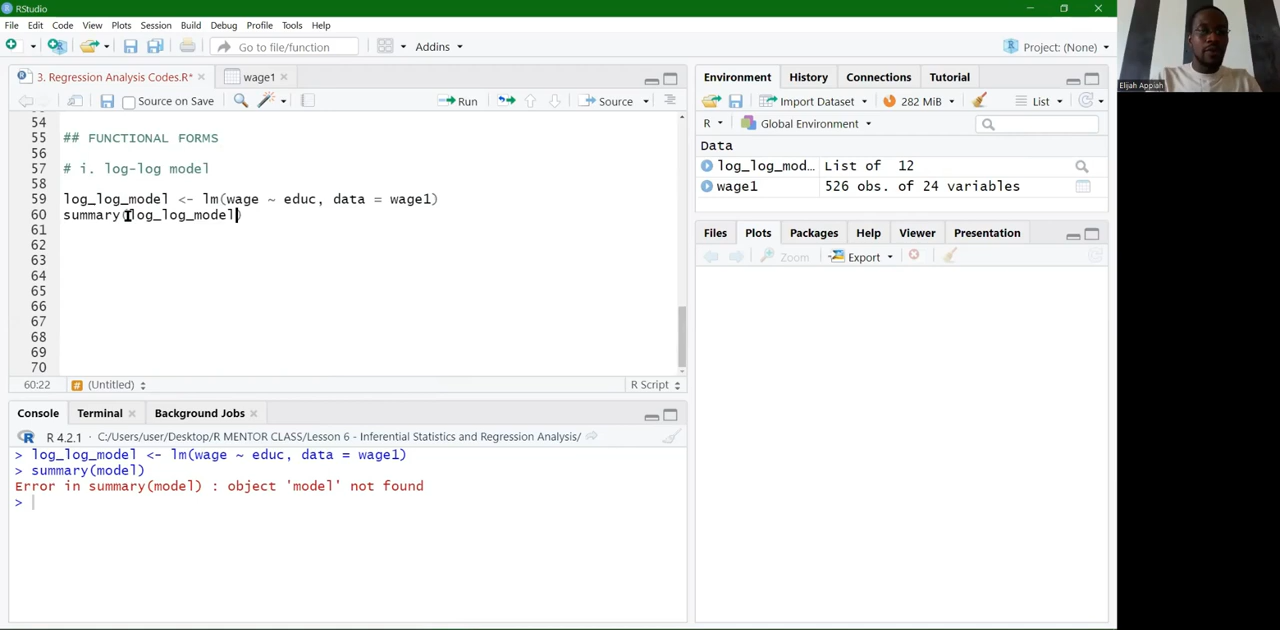 RStudio
File Edit Code View Plots Session Build Debug Profile Tools Help
Go to file/function Addins Project: (None)
3. Regression Analysis Codes.R* wage1
Source on Save Run Source
54
55 ## FUNCTIONAL FORMS
56
57 # i. log-log model
58
59 log_log_model <- lm(wage ~ educ, data = wage1)
60 summary(log_log_model)
61
62
63
64
65
66
67
68
69
70
60:22 # (Untitled) R Script
Console Terminal Background Jobs
R 4.2.1 · C:/Users/user/Desktop/R MENTOR CLASS/Lesson 6 - Inferential Statistics and Regression Analysis/
> log_log_model <- lm(wage ~ educ, data = wage1)
> summary(model)
Error in summary(model) : object 'model' not found
>
Environment History Connections Tutorial
Import Dataset 282 MiB List
R Global Environment
Data
log_log_mod… List of 12
wage1 526 obs. of 24 variables
Files Plots Packages Help Viewer Presentation
Zoom Export
Elijah Appiah